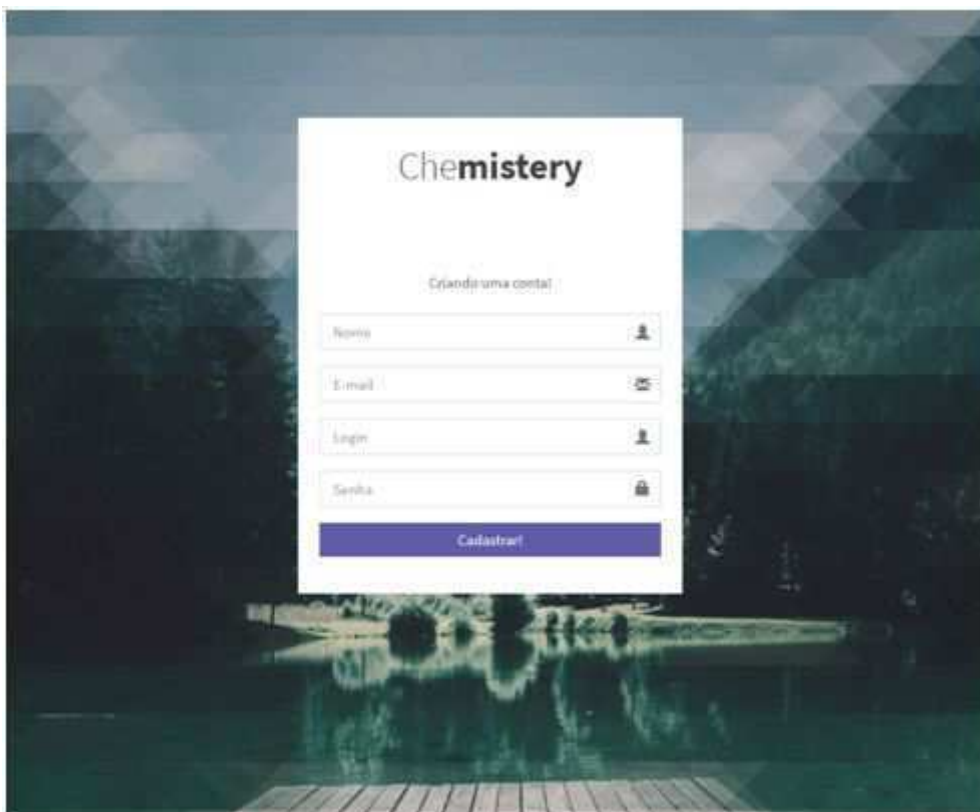 Chemistery
Criando uma conta!
Nome
E-mail
Login
Senha
Cadastrar!